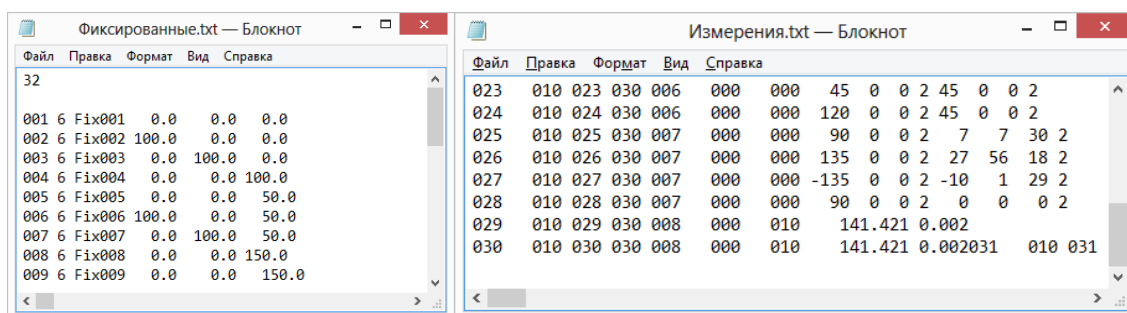 Фиксированные.txt — Блокнот
Файл Правка Формат Вид Справка
32
001 6 Fix001 0.0 0.0 0.0
002 6 Fix002 100.0 0.0 0.0
003 6 Fix003 0.0 100.0 0.0
004 6 Fix004 0.0 0.0 100.0
005 6 Fix005 0.0 0.0 50.0
006 6 Fix006 100.0 0.0 50.0
007 6 Fix007 0.0 100.0 50.0
008 6 Fix008 0.0 0.0 150.0
009 6 Fix009 0.0 0.0 150.0
Измерения.txt — Блокнот
Файл Правка Формат Вид Справка
023 010 023 030 006 000 000 45 0 0 2 45 0 0 2
024 010 024 030 006 000 000 120 0 0 2 45 0 0 2
025 010 025 030 007 000 000 90 0 0 2 7 7 30 2
026 010 026 030 007 000 000 135 0 0 2 27 56 18 2
027 010 027 030 007 000 000 -135 0 0 2 -10 1 29 2
028 010 028 030 007 000 000 90 0 0 2 0 0 0 2
029 010 029 030 008 000 010 141.421 0.002
030 010 030 030 008 000 010 141.421 0.002031 010 031